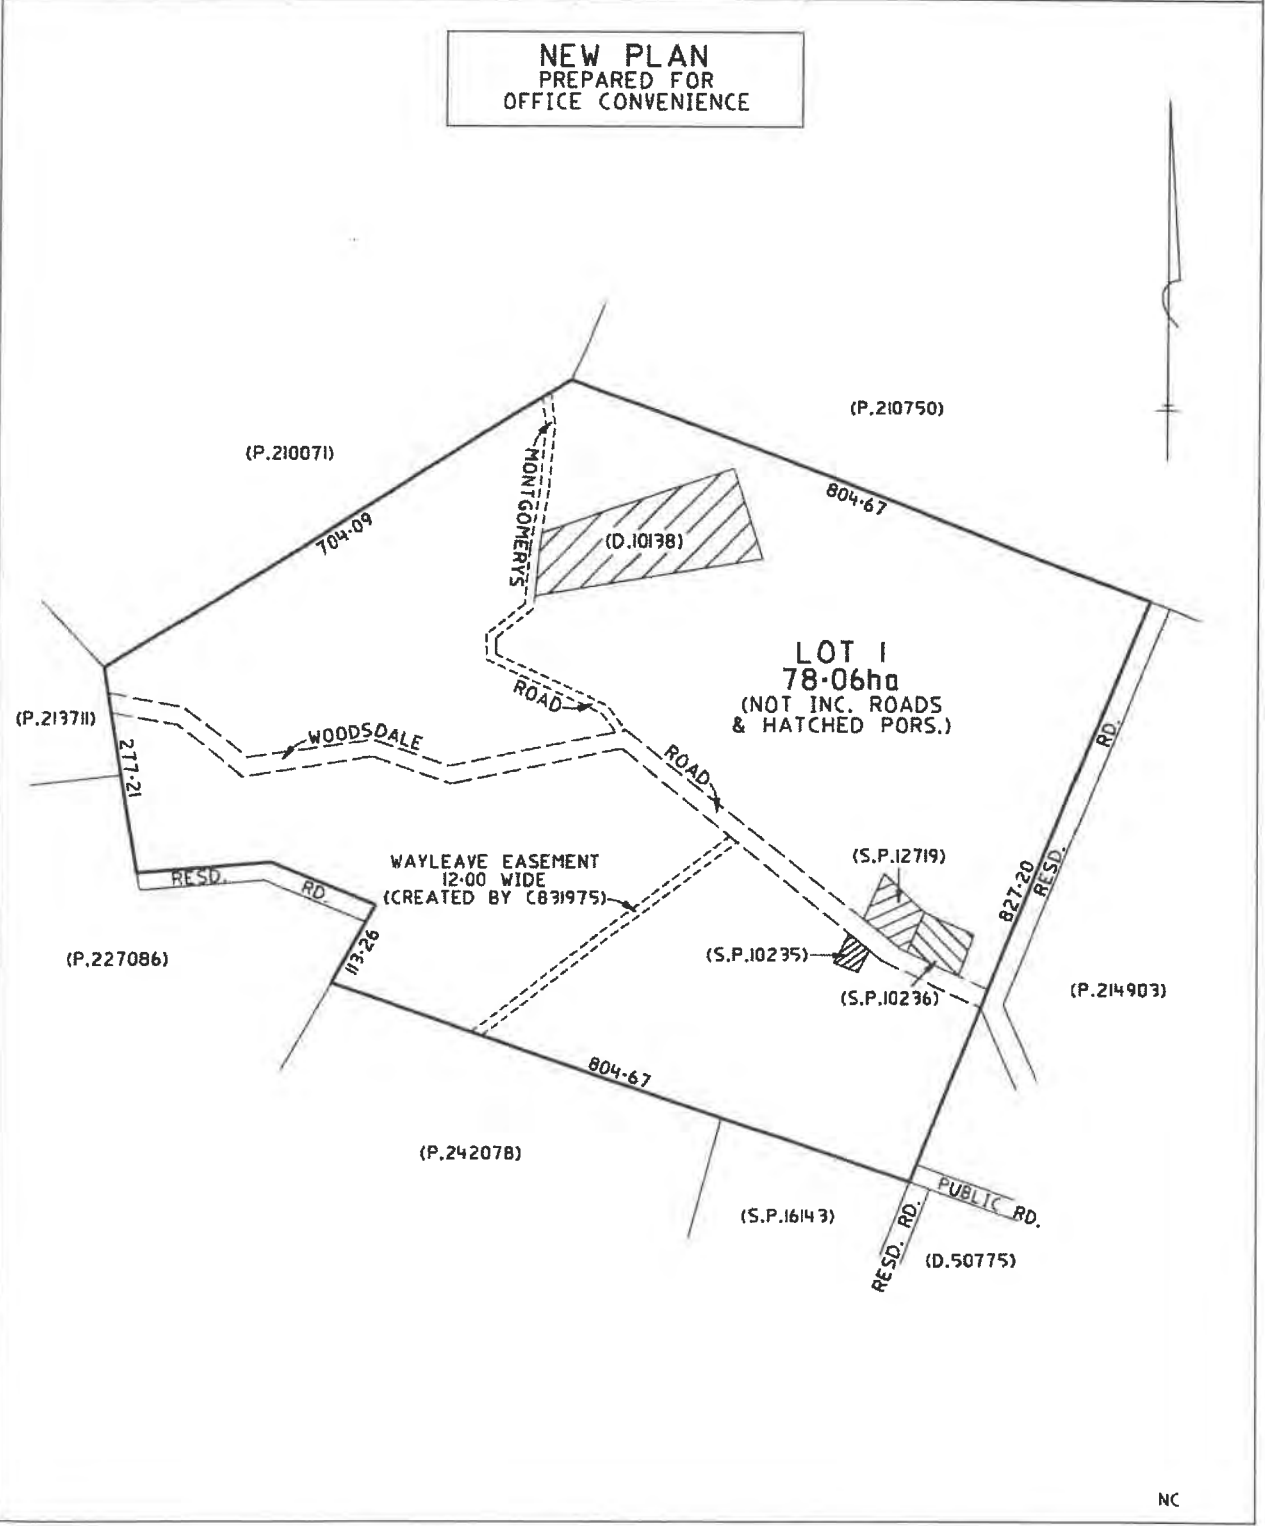 NEW PLAN
PREPARED FOR
OFFICE CONVENIENCE
(P.210750)
(P.210071)
804·67
704·09
MONTGOMERYS
(D.10138)
LOT 1
78·06ha
(NOT INC. ROADS
& HATCHED PORS.)
ROAD
(P.213711)
WOODSDALE
ROAD
RD.
277·21
WAYLEAVE EASEMENT
12·00 WIDE
(CREATED BY C831975)
(S.P.12719)
RESD.
RD.
827·20
RESD.
113·26
(P.227086)
(S.P.10235)
(S.P.10236)
(P.214903)
804·67
(P.242078)
PUBLIC RD.
(S.P.16143)
RESD. RD.
(D.50775)
NC